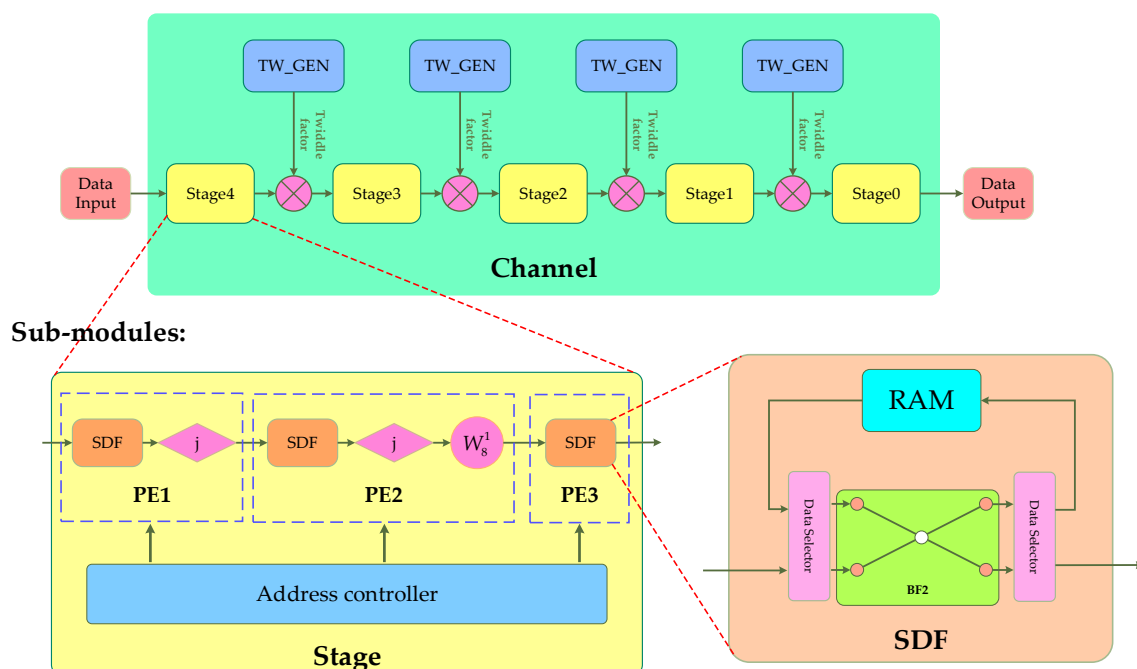 TW_GEN
TW_GEN
TW_GEN
TW_GEN
Twiddle
factor
Twiddle
factor
Twiddle
factor
Twiddle
factor
Data
Input
Stage4
Stage3
Stage2
Stage1
Stage0
Data
Output
Channel
Sub-modules:
SDF
j
PE1
SDF
j
W₈¹
PE2
SDF
PE3
Address controller
Stage
RAM
Data Selector
BF2
Data Selector
SDF